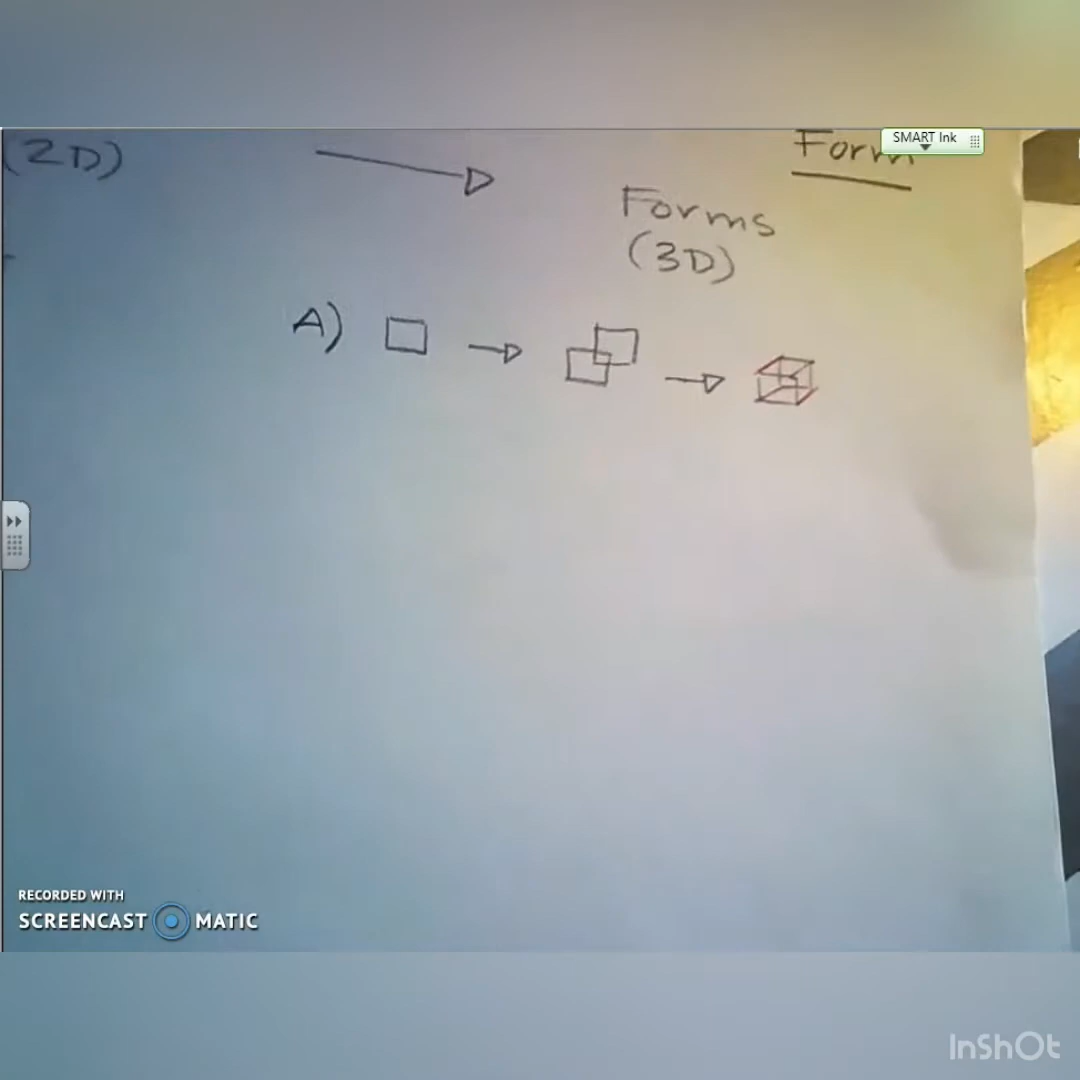 (2D)
Form
SMART Ink
Forms
(3D)
A)
RECORDED WITH
SCREENCAST MATIC
InShOt